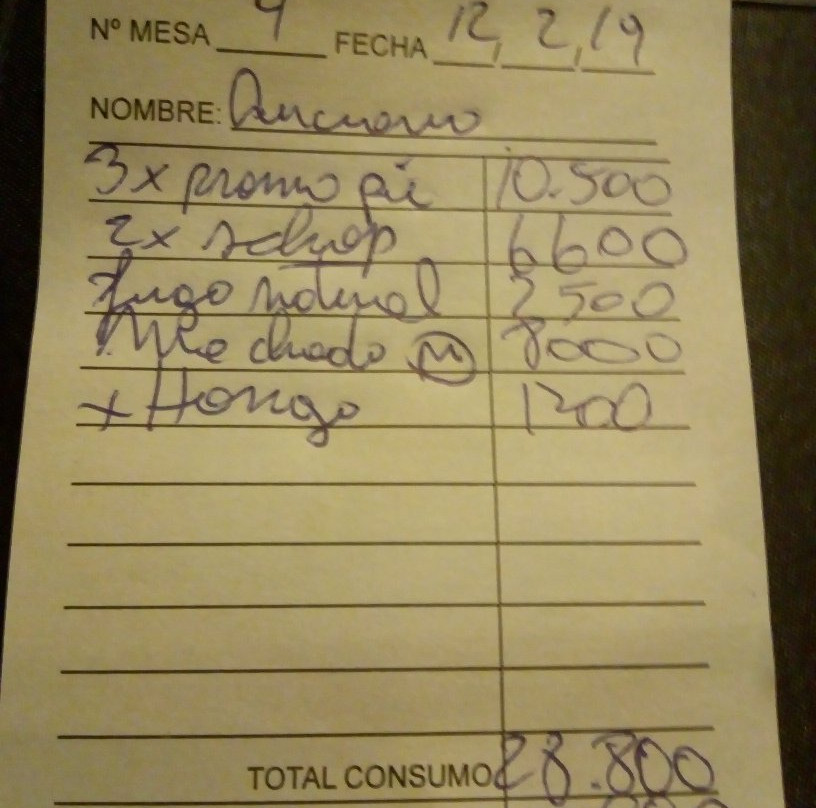 Nº MESA 9 FECHA 12, 2, 19
NOMBRE:
3x promo pie 10.500
2x schop 6600
Jugo natural 2500
Mechado M 8000
+ Hongo 1200
TOTAL CONSUMO 28.800